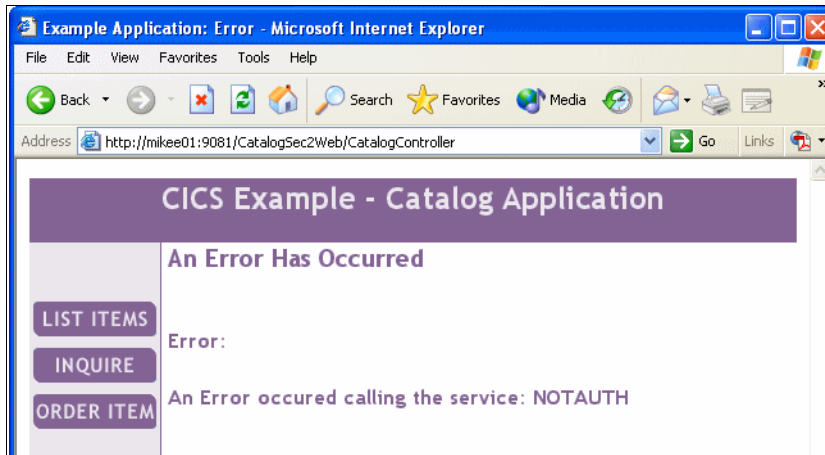 Example Application: Error - Microsoft Internet Explorer
File Edit View Favorites Tools Help
Back Search Favorites Media »
Address http://mikee01:9081/CatalogSec2Web/CatalogController Go Links
CICS Example - Catalog Application
An Error Has Occurred
LIST ITEMS
Error:
INQUIRE
An Error occured calling the service: NOTAUTH
ORDER ITEM